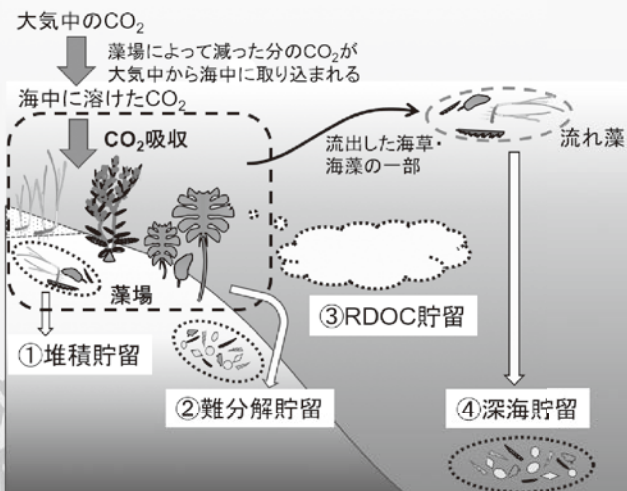 大気中のCO₂
藻場によって減った分のCO₂が
大気中から海中に取り込まれる
海中に溶けたCO₂
CO₂吸収
流出した海草・
海藻の一部
流れ藻
藻場
①堆積貯留
②難分解貯留
③RDOC貯留
④深海貯留